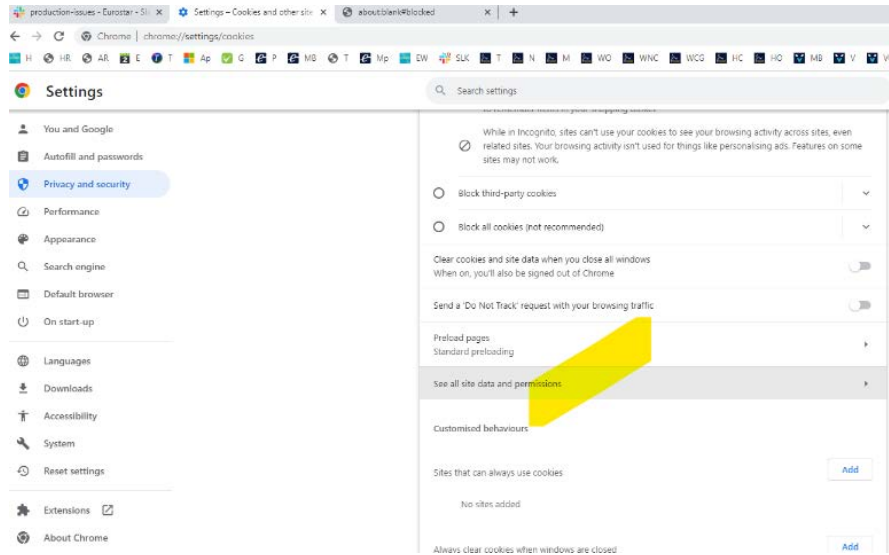 production-issues - Eurostar - Sl
Settings – Cookies and other site
about:blank#blocked
Chrome | chrome://settings/cookies
H HR AR E T Ap G P MB T Mp EW SLK T N M WO WNC WCG HC HO MB V V
Settings
Search settings
You and Google
Autofill and passwords
Privacy and security
Performance
Appearance
Search engine
Default browser
On start-up
Languages
Downloads
Accessibility
System
Reset settings
Extensions
About Chrome
While in Incognito, sites can't use your cookies to see your browsing activity across sites, even
related sites. Your browsing activity isn't used for things like personalising ads. Features on some
sites may not work.
Block third-party cookies
Block all cookies (not recommended)
Clear cookies and site data when you close all windows
When on, you'll also be signed out of Chrome
Send a 'Do Not Track' request with your browsing traffic
Preload pages
Standard preloading
See all site data and permissions
Customised behaviours
Sites that can always use cookies
Add
No sites added
Always clear cookies when windows are closed
Add